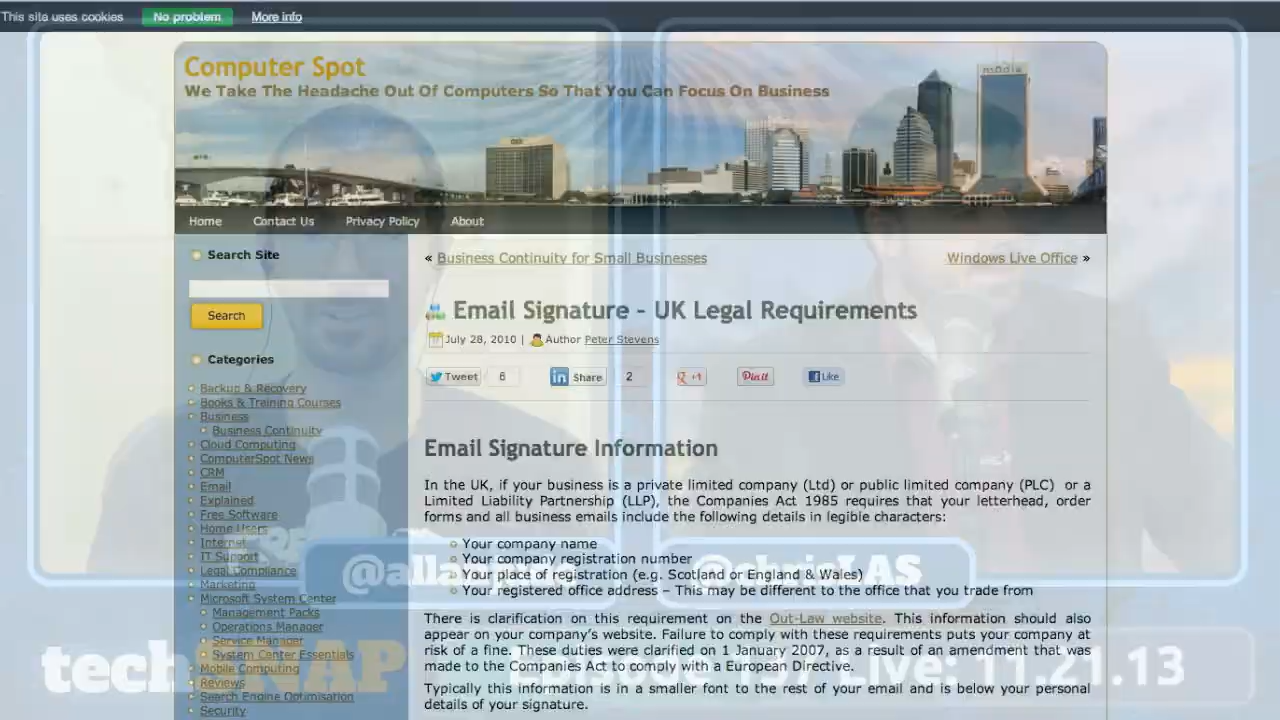 This site uses cookies No problem More info
Computer Spot
We Take The Headache Out Of Computers So That You Can Focus On Business
Home Contact Us Privacy Policy About
Search Site
Search
Categories
Backup & Recovery
Books & Training Courses
Business
Business Continuity
Cloud Computing
ComputerSpot News
CRM
Email
Explained
Free Software
Home Users
Internet
IT Support
Legal Compliance
Marketing
Microsoft System Center
Management Packs
Operations Manager
Service Manager
System Center Essentials
Mobile Computing
Reviews
Search Engine Optimisation
Security
« Business Continuity for Small Businesses Windows Live Office »
Email Signature – UK Legal Requirements
July 28, 2010 | Author Peter Stevens
Tweet 6 in Share 2 +1 Pin it Like
Email Signature Information
In the UK, if your business is a private limited company (Ltd) or public limited company (PLC) or a
Limited Liability Partnership (LLP), the Companies Act 1985 requires that your letterhead, order
forms and all business emails include the following details in legible characters:
Your company name
Your company registration number
Your place of registration (e.g. Scotland or England & Wales)
Your registered office address – This may be different to the office that you trade from
There is clarification on this requirement on the Out-Law website. This information should also
appear on your company's website. Failure to comply with these requirements puts your company at
risk of a fine. These duties were clarified on 1 January 2007, as a result of an amendment that was
made to the Companies Act to comply with a European Directive.
Typically this information is in a smaller font to the rest of your email and is below your personal
details of your signature.
techSNAP